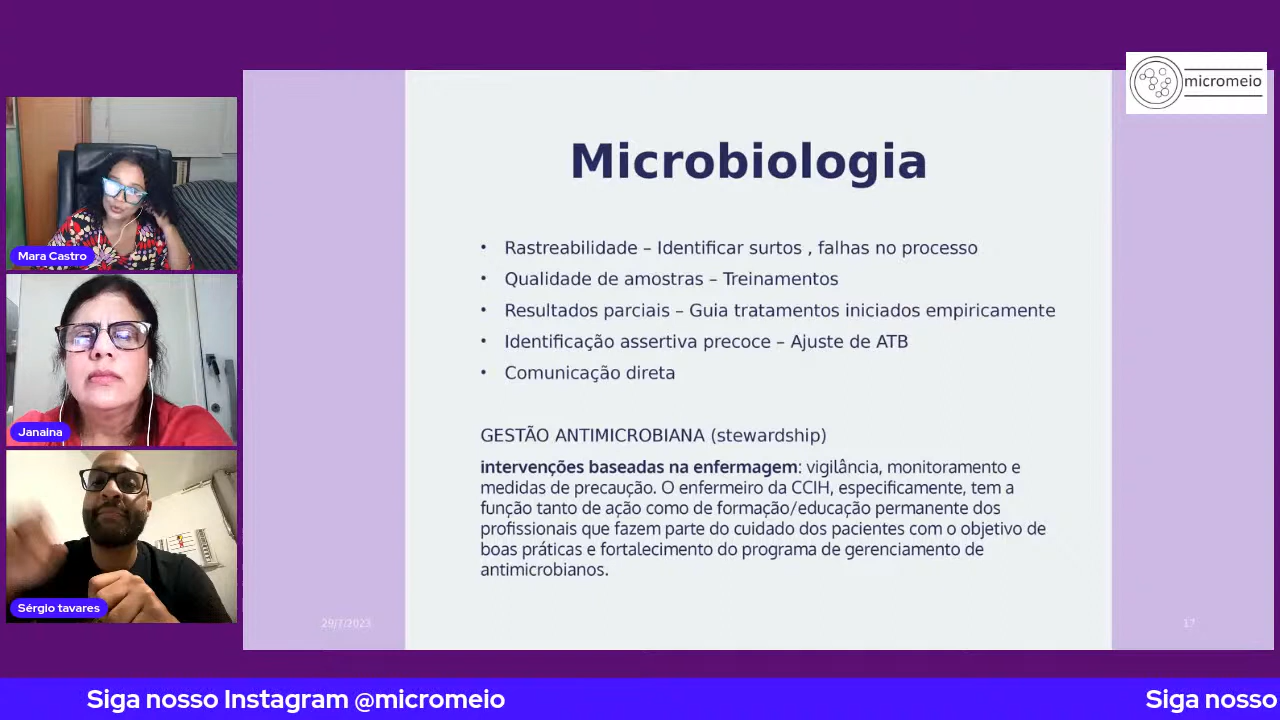 micromeio
Microbiologia
• Rastreabilidade – Identificar surtos , falhas no processo
• Qualidade de amostras – Treinamentos
• Resultados parciais – Guia tratamentos iniciados empiricamente
• Identificação assertiva precoce – Ajuste de ATB
• Comunicação direta
GESTÃO ANTIMICROBIANA (stewardship)
intervenções baseadas na enfermagem: vigilância, monitoramento e
medidas de precaução. O enfermeiro da CCIH, especificamente, tem a
função tanto de ação como de formação/educação permanente dos
profissionais que fazem parte do cuidado dos pacientes com o objetivo de
boas práticas e fortalecimento do programa de gerenciamento de
antimicrobianos.
29/7/2023
17
Mara Castro
Janaina
Sérgio tavares
Siga nosso Instagram @micromeio
Siga nosso